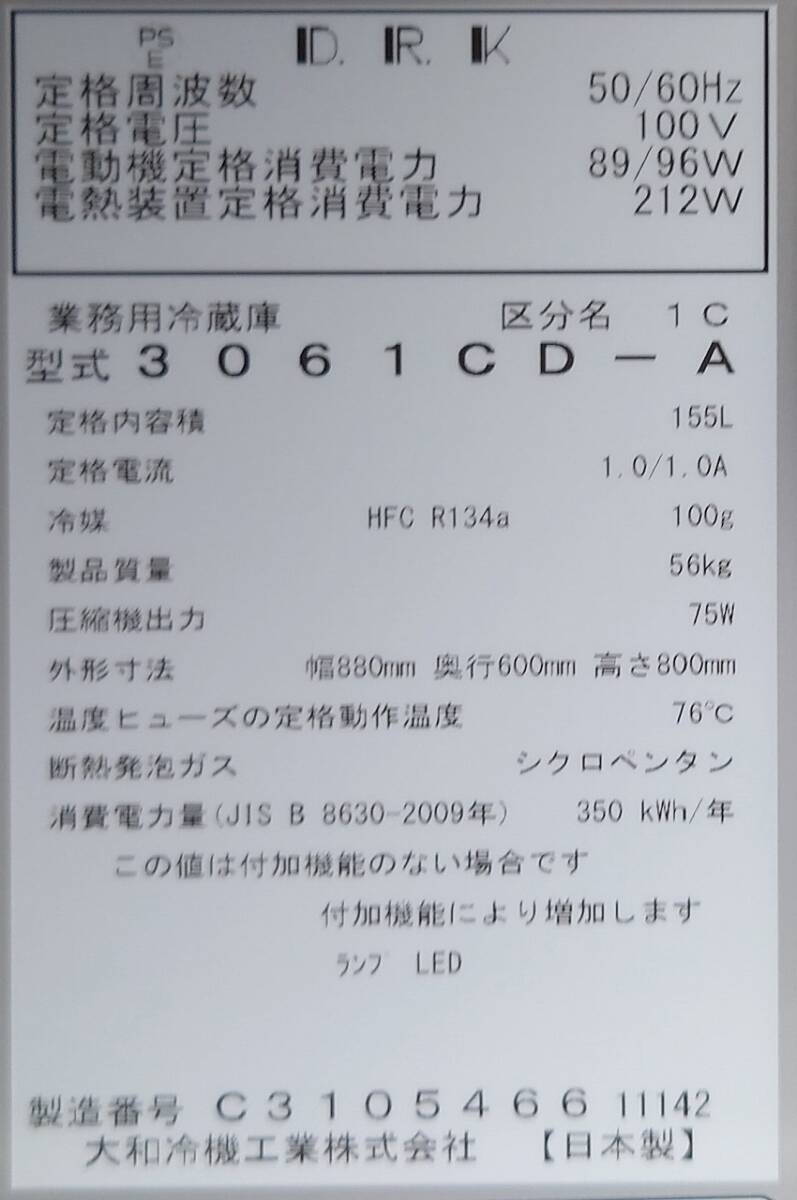 PS
E
D.R.K
定格周波数 50/60Hz
定格電圧 100V
電動機定格消費電力 89/96W
電熱装置定格消費電力 212W
業務用冷蔵庫 区分名 1C
型式 3061CD-A
定格内容積 155L
定格電流 1.0/1.0A
冷媒 HFC R134a 100g
製品質量 56kg
圧縮機出力 75W
外形寸法 幅880mm 奥行600mm 高さ800mm
温度ヒューズの定格動作温度 76℃
断熱発泡ガス シクロペンタン
消費電力量(JIS B 8630-2009年) 350 kWh/年
この値は付加機能のない場合です
付加機能により増加します
ランプ LED
製造番号 C3105466 11142
大和冷機工業株式会社 【日本製】